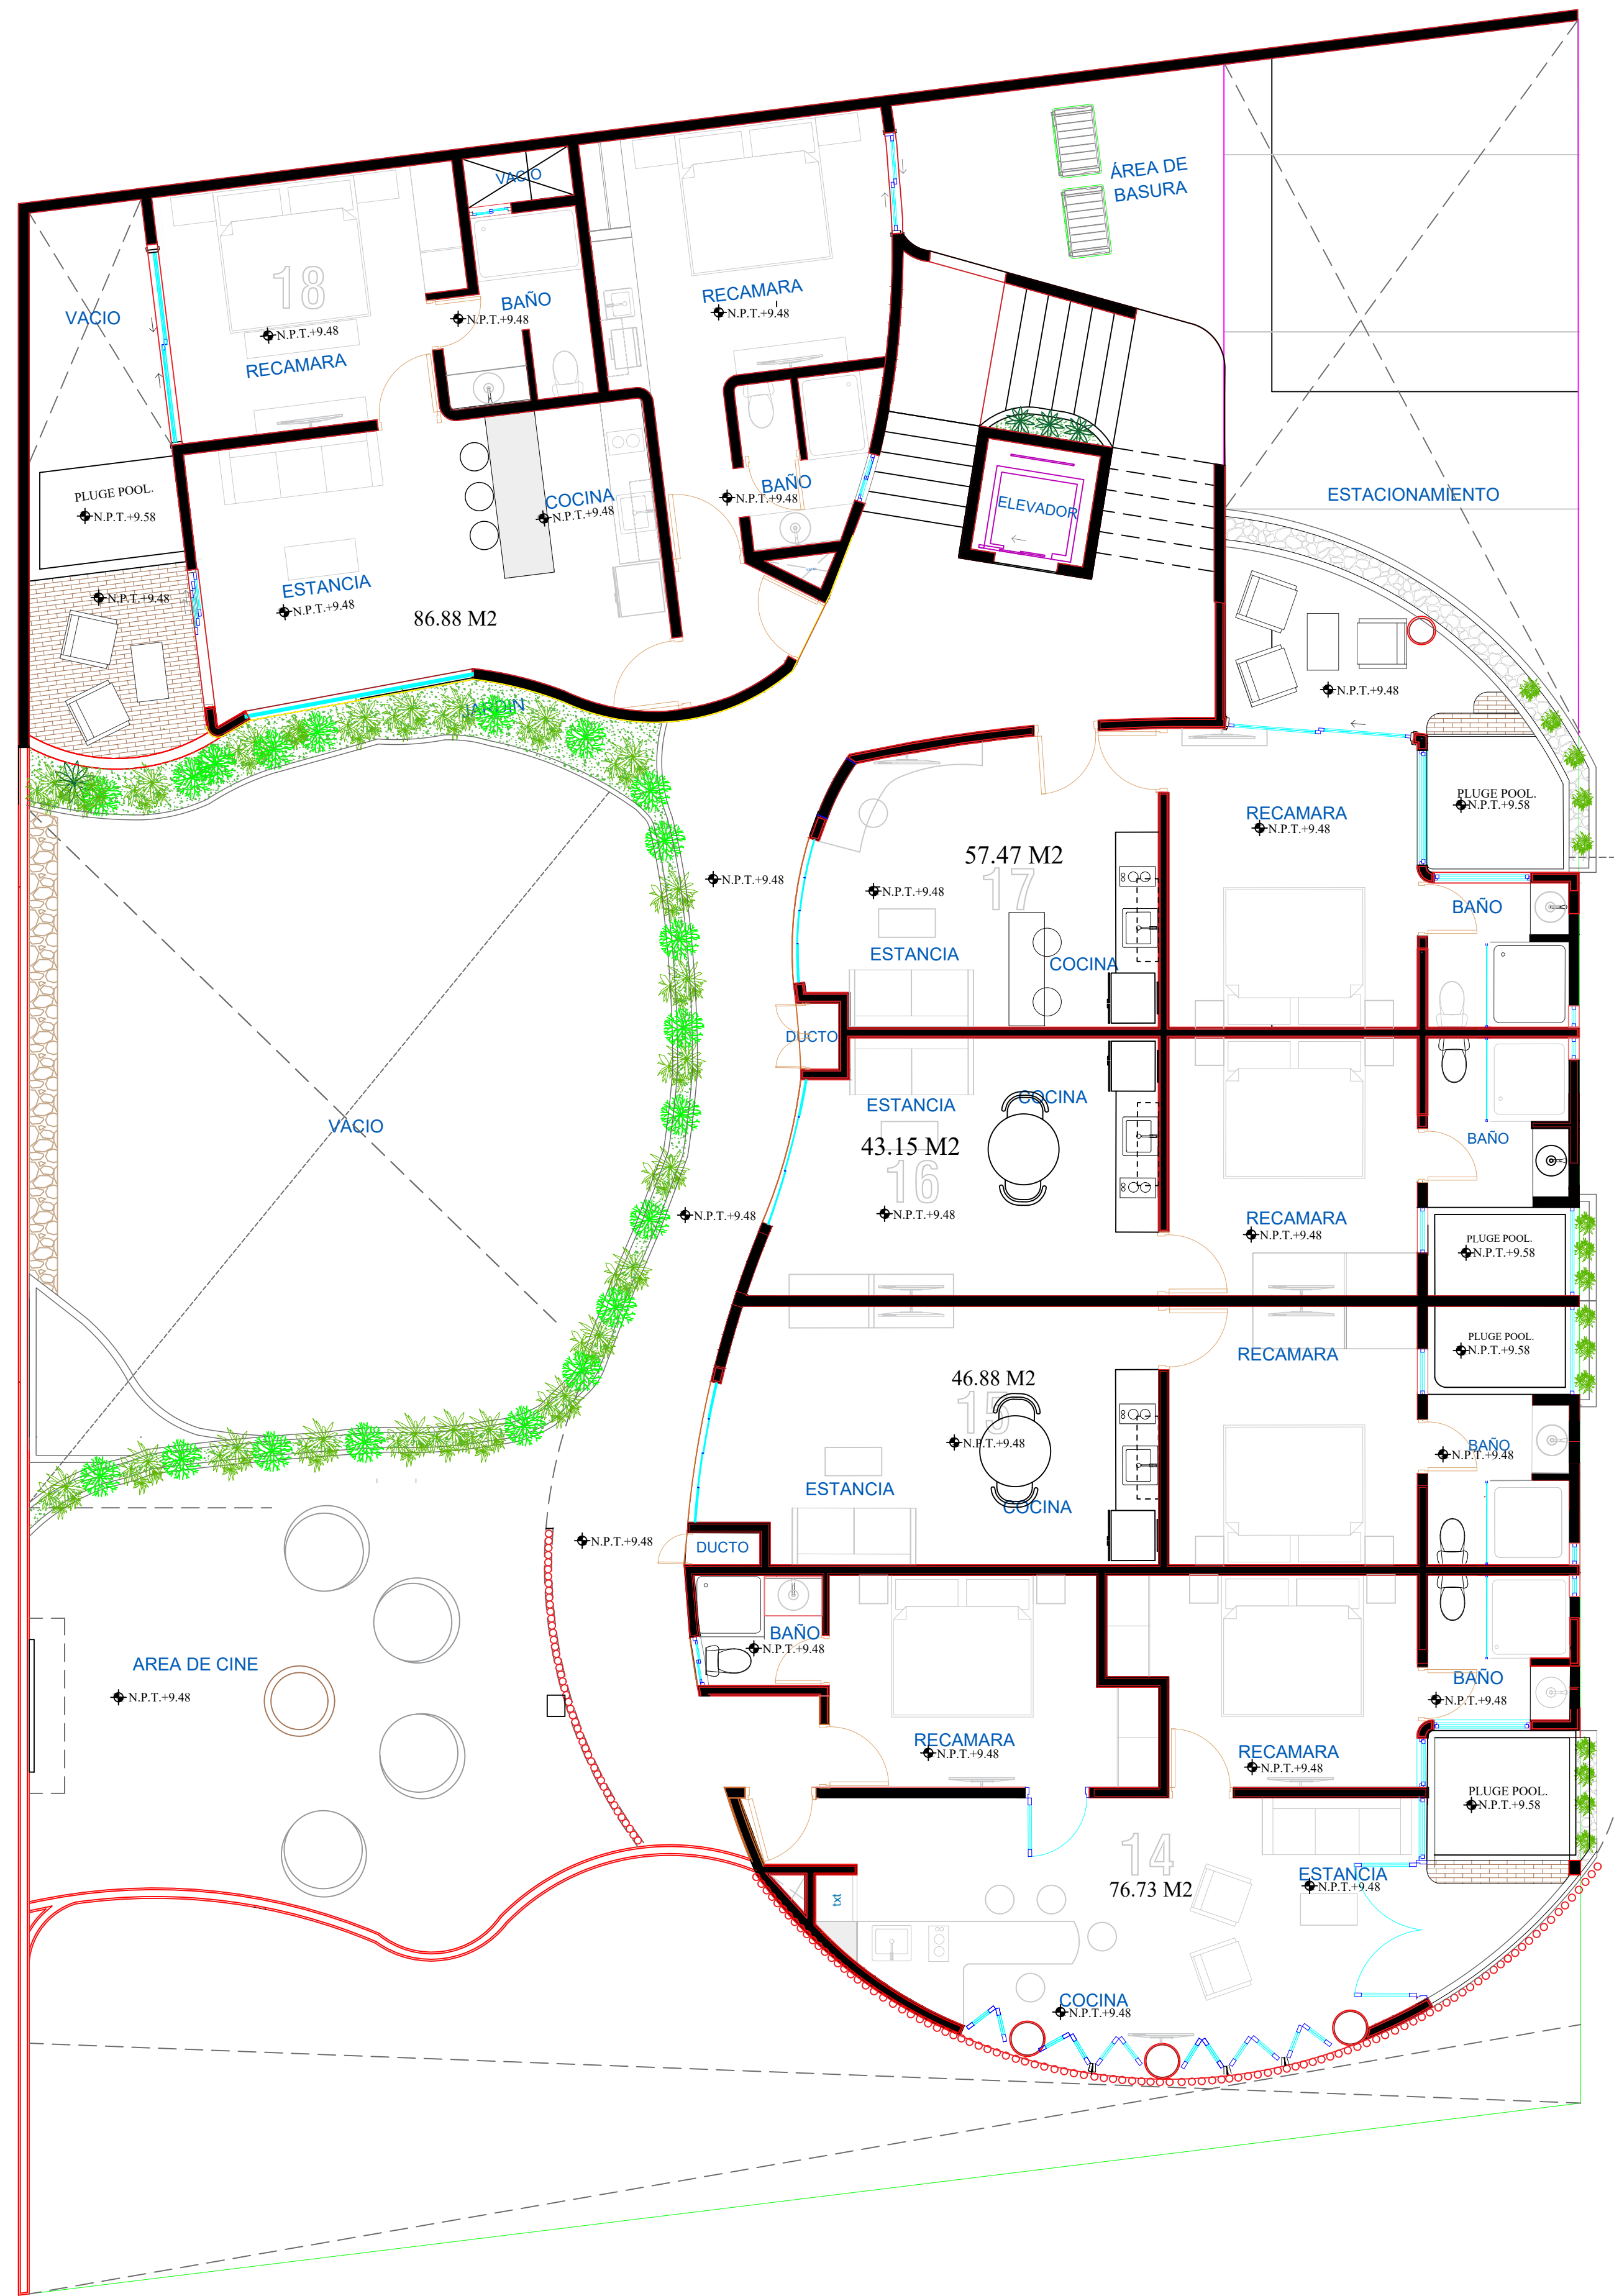 ÁREA DE
BASURA
VACIO
VACIO
18
BAÑO
N.P.T.+9.48
RECAMARA
N.P.T.+9.48
N.P.T.+9.48
RECAMARA
PLUGE POOL.
N.P.T.+9.58
COCINA
N.P.T.+9.48
BAÑO
N.P.T.+9.48
ELEVADOR
ESTACIONAMIENTO
N.P.T.+9.48
ESTANCIA
N.P.T.+9.48
86.88 M2
JARDIN
N.P.T.+9.48
PLUGE POOL.
N.P.T.+9.58
RECAMARA
N.P.T.+9.48
57.47 M2
17
N.P.T.+9.48
N.P.T.+9.48
BAÑO
ESTANCIA
COCINA
DUCTO
ESTANCIA
COCINA
VACIO
43.15 M2
16
BAÑO
N.P.T.+9.48
N.P.T.+9.48
RECAMARA
N.P.T.+9.48
PLUGE POOL.
N.P.T.+9.58
PLUGE POOL.
N.P.T.+9.58
RECAMARA
46.88 M2
15
N.P.T.+9.48
BAÑO
N.P.T.+9.48
ESTANCIA
COCINA
N.P.T.+9.48
DUCTO
BAÑO
N.P.T.+9.48
AREA DE CINE
N.P.T.+9.48
BAÑO
N.P.T.+9.48
RECAMARA
N.P.T.+9.48
RECAMARA
N.P.T.+9.48
PLUGE POOL.
N.P.T.+9.58
14
ESTANCIA
N.P.T.+9.48
76.73 M2
txt
COCINA
N.P.T.+9.48